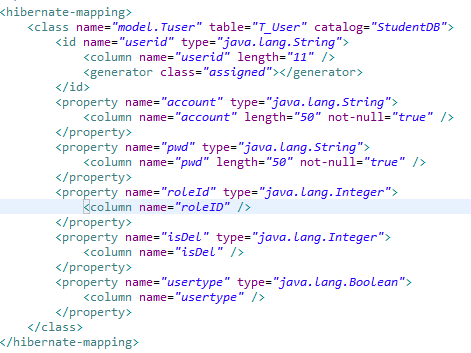 <hibernate-mapping>
    <class name="model.Tuser" table="T_User" catalog="StudentDB">
        <id name="userid" type="java.lang.String">
            <column name="userid" length="11" />
            <generator class="assigned"></generator>
        </id>
        <property name="account" type="java.lang.String">
            <column name="account" length="50" not-null="true" />
        </property>
        <property name="pwd" type="java.lang.String">
            <column name="pwd" length="50" not-null="true" />
        </property>
        <property name="roleId" type="java.lang.Integer">
            <column name="roleID" />
        </property>
        <property name="isDel" type="java.lang.Integer">
            <column name="isDel" />
        </property>
        <property name="usertype" type="java.lang.Boolean">
            <column name="usertype" />
        </property>
    </class>
</hibernate-mapping>